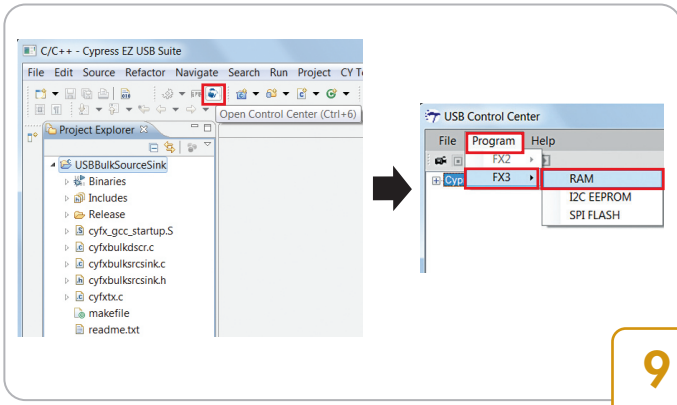 C/C++ - Cypress EZ USB Suite
File Edit Source Refactor Navigate Search Run Project CY T
Open Control Center (Ctrl+6)
Project Explorer
USBBulkSourceSink
Binaries
Includes
Release
cyfx_gcc_startup.S
cyfxbulkdscr.c
cyfxbulksrcsink.c
cyfxbulksrcsink.h
cyfxtx.c
makefile
readme.txt
USB Control Center
File Program Help
FX2
Cyp FX3 RAM
I2C EEPROM
SPI FLASH
9